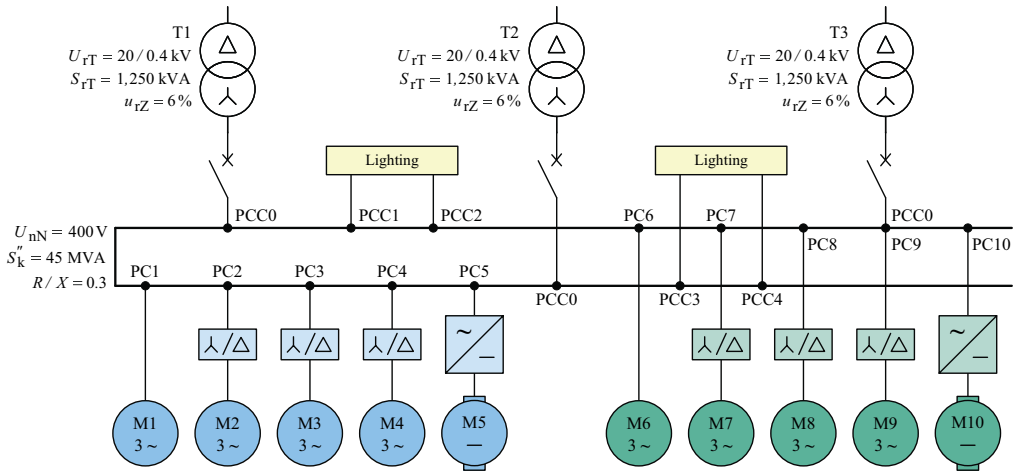 T1
U_rT = 20 / 0.4 kV
S_rT = 1,250 kVA
u_rZ = 6 %
T2
U_rT = 20 / 0.4 kV
S_rT = 1,250 kVA
u_rZ = 6 %
T3
U_rT = 20 / 0.4 kV
S_rT = 1,250 kVA
u_rZ = 6 %
Lighting
Lighting
PCC0
PCC1
PCC2
PC6
PC7
PCC0
U_nN = 400 V
S″_k = 45 MVA
R / X = 0.3
PC8
PC9
PC10
PC1
PC2
PC3
PC4
PC5
PCC0
PCC3
PCC4
M1
3 ~
M2
3 ~
M3
3 ~
M4
3 ~
M5
M6
3 ~
M7
3 ~
M8
3 ~
M9
3 ~
M10